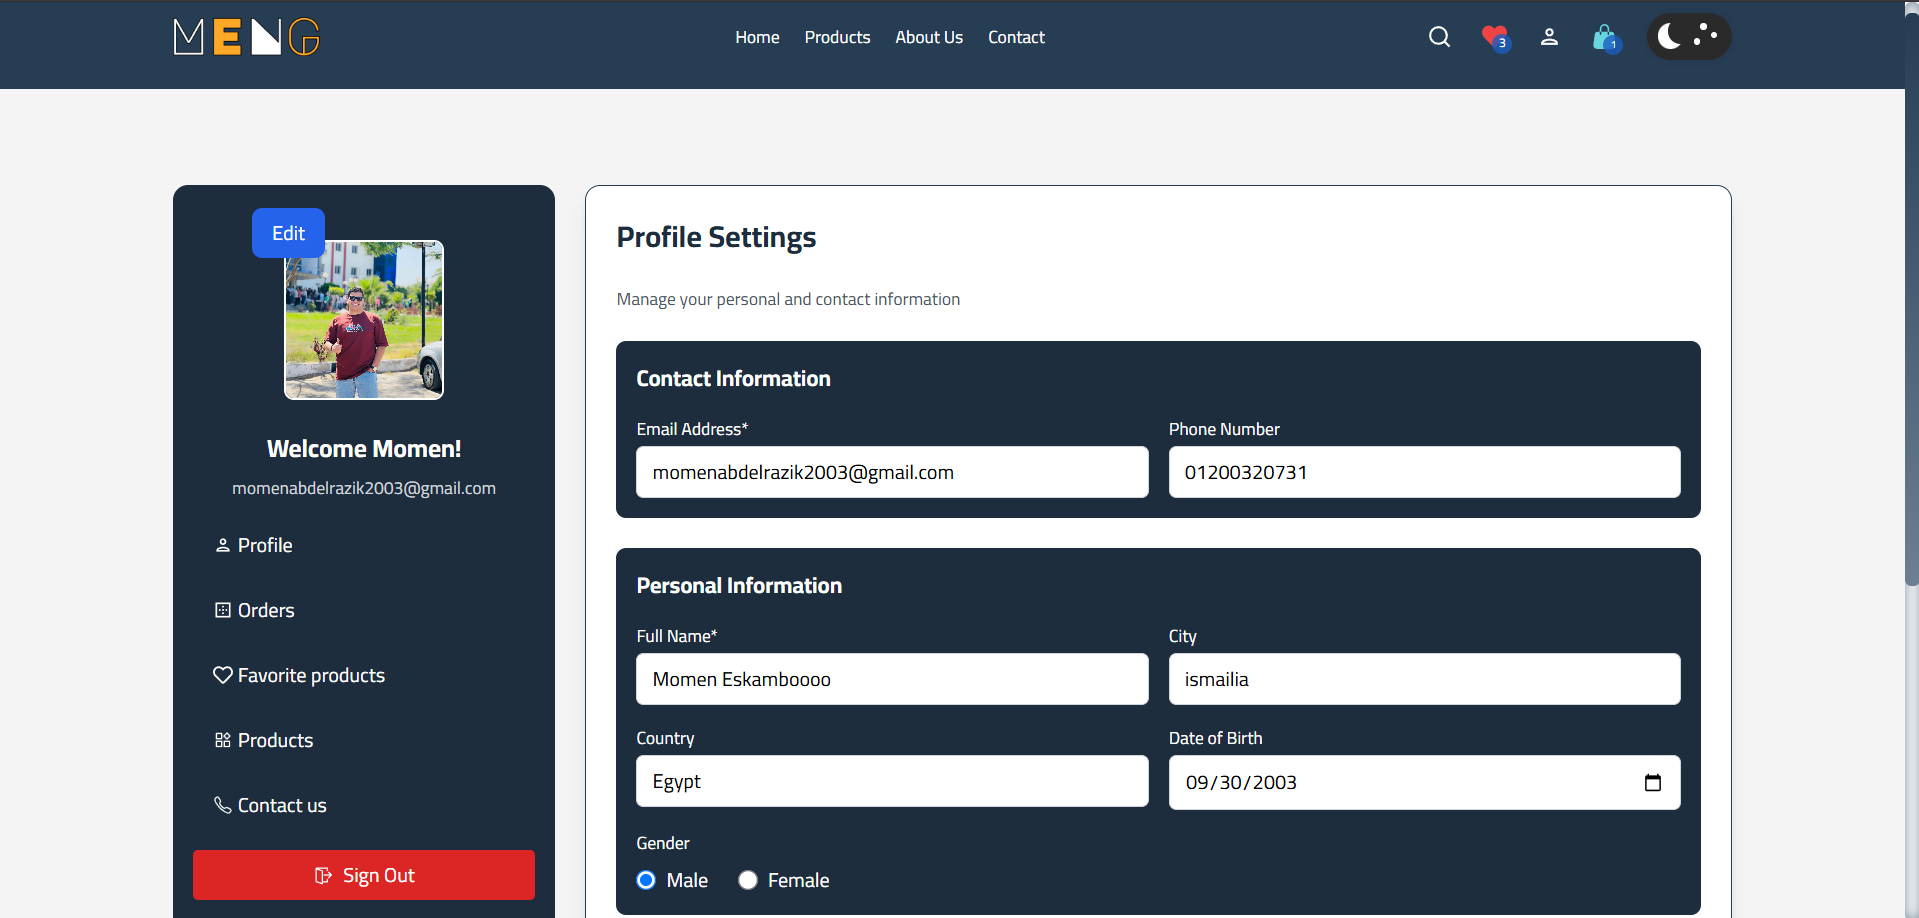 MENG
Home Products About Us Contact
3
1
Edit
Welcome Momen!
momenabdelrazik2003@gmail.com
Profile
Orders
Favorite products
Products
Contact us
Sign Out
Profile Settings
Manage your personal and contact information
Contact Information
Email Address* Phone Number
momenabdelrazik2003@gmail.com 01200320731
Personal Information
Full Name* City
Momen Eskamboooo ismailia
Country Date of Birth
Egypt 09/30/2003
Gender
Male Female